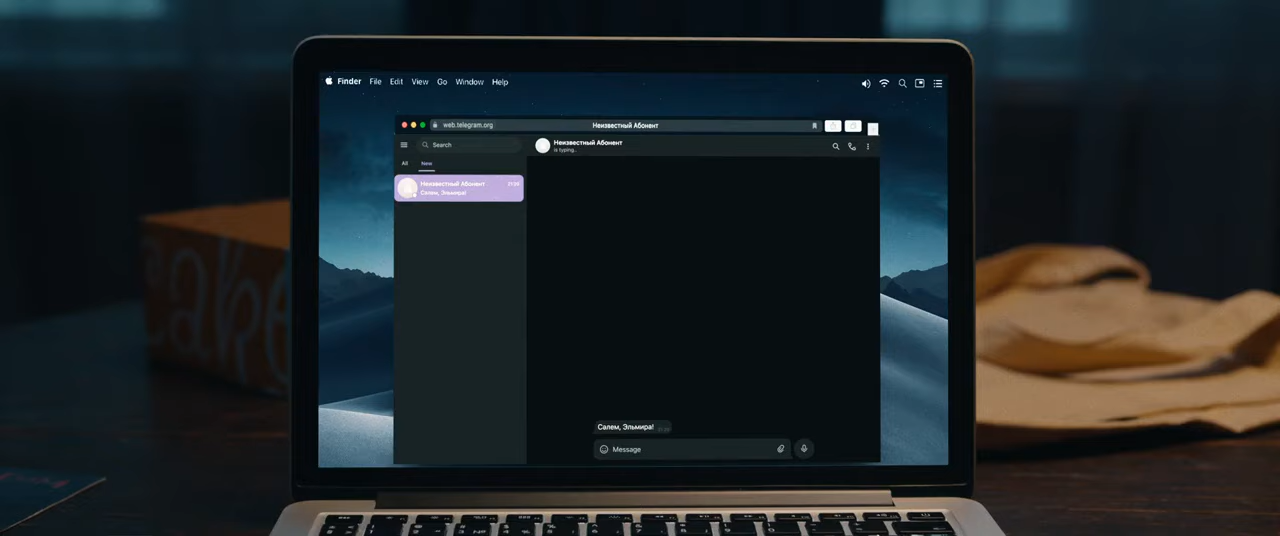 Finder File Edit View Go Window Help
web.telegram.org Неизвестный Абонент
Search
Неизвестный Абонент
is typing..
All New
Неизвестный Абонент 21:29
Салем, Эльмира!
cake
Салем, Эльмира!
Message